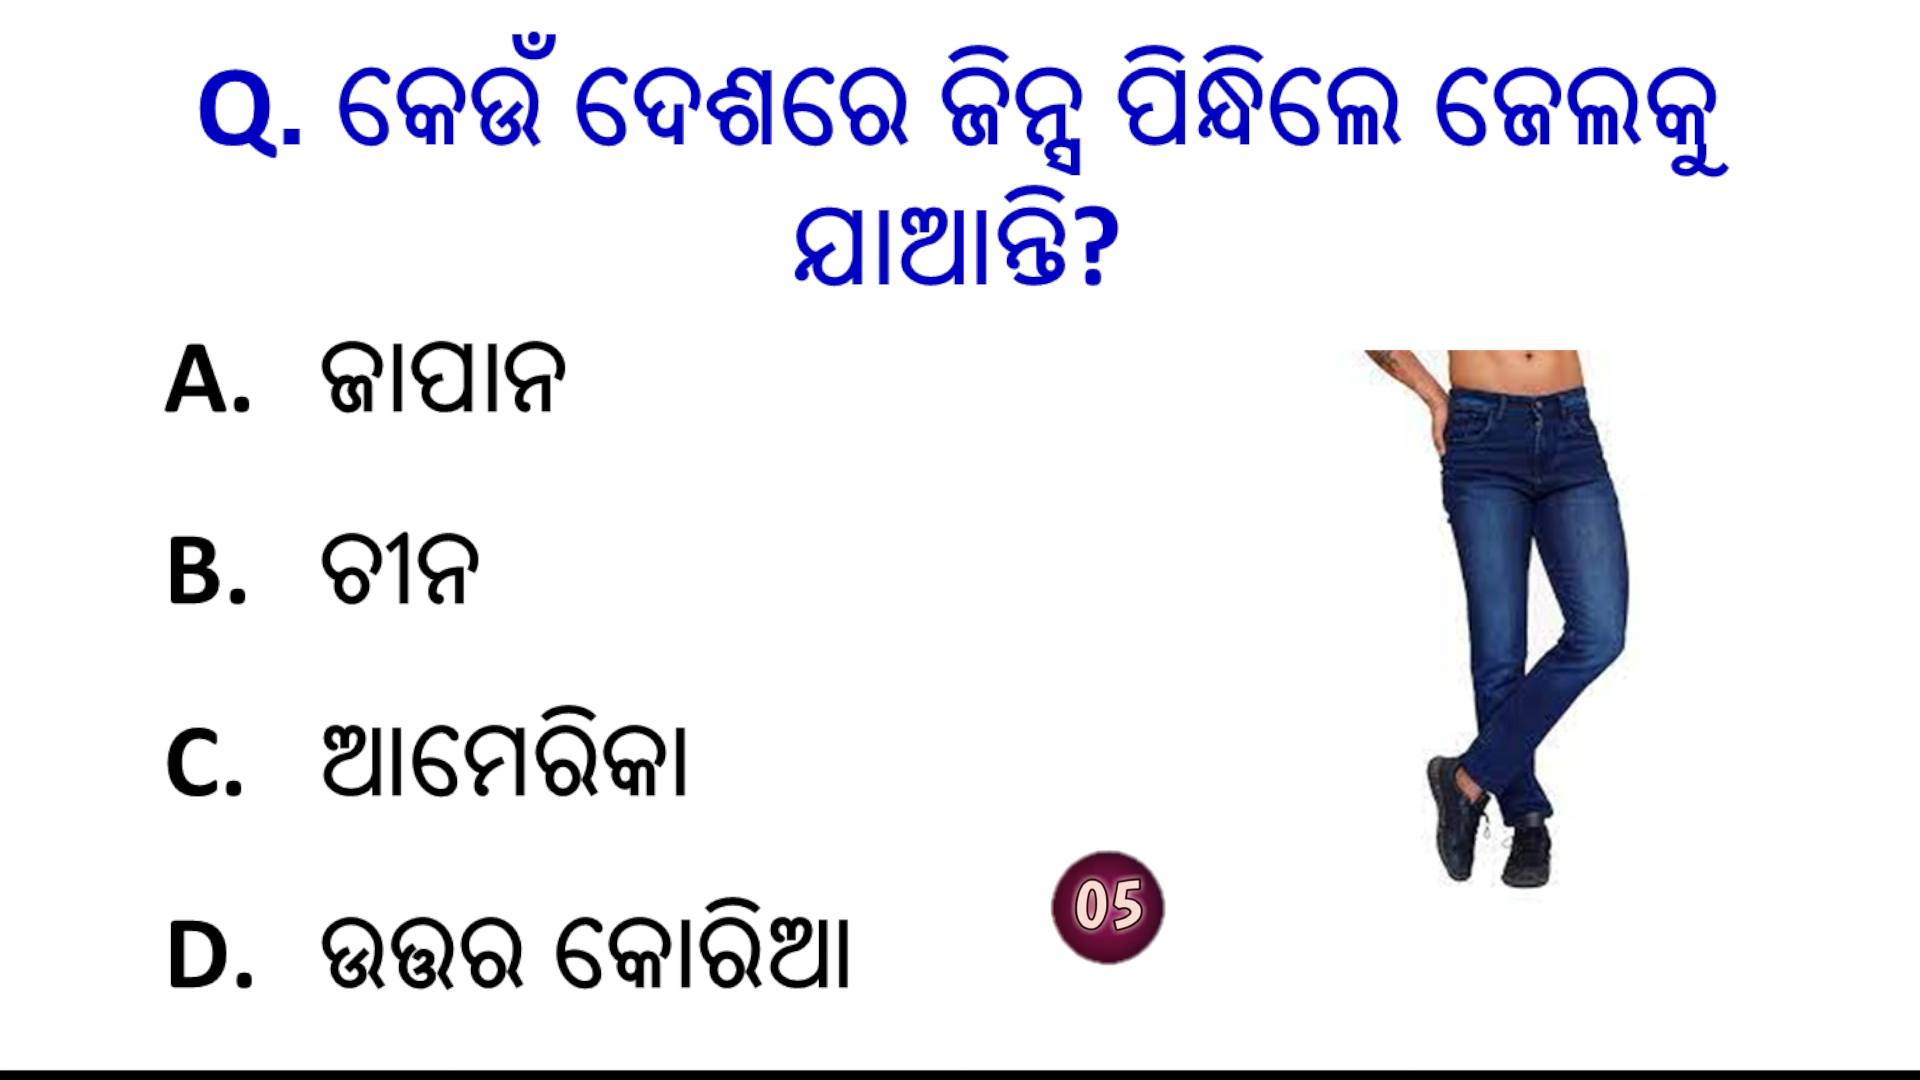 Q. କେଉଁ ଦେଶରେ ଜିନ୍ସ ପିନ୍ଧିଲେ ଜେଲକୁ
ଯାଆନ୍ତି?
A. ଜାପାନ
B. ଚୀନ
C. ଆମେରିକା
D. ଉତ୍ତର କୋରିଆ
05